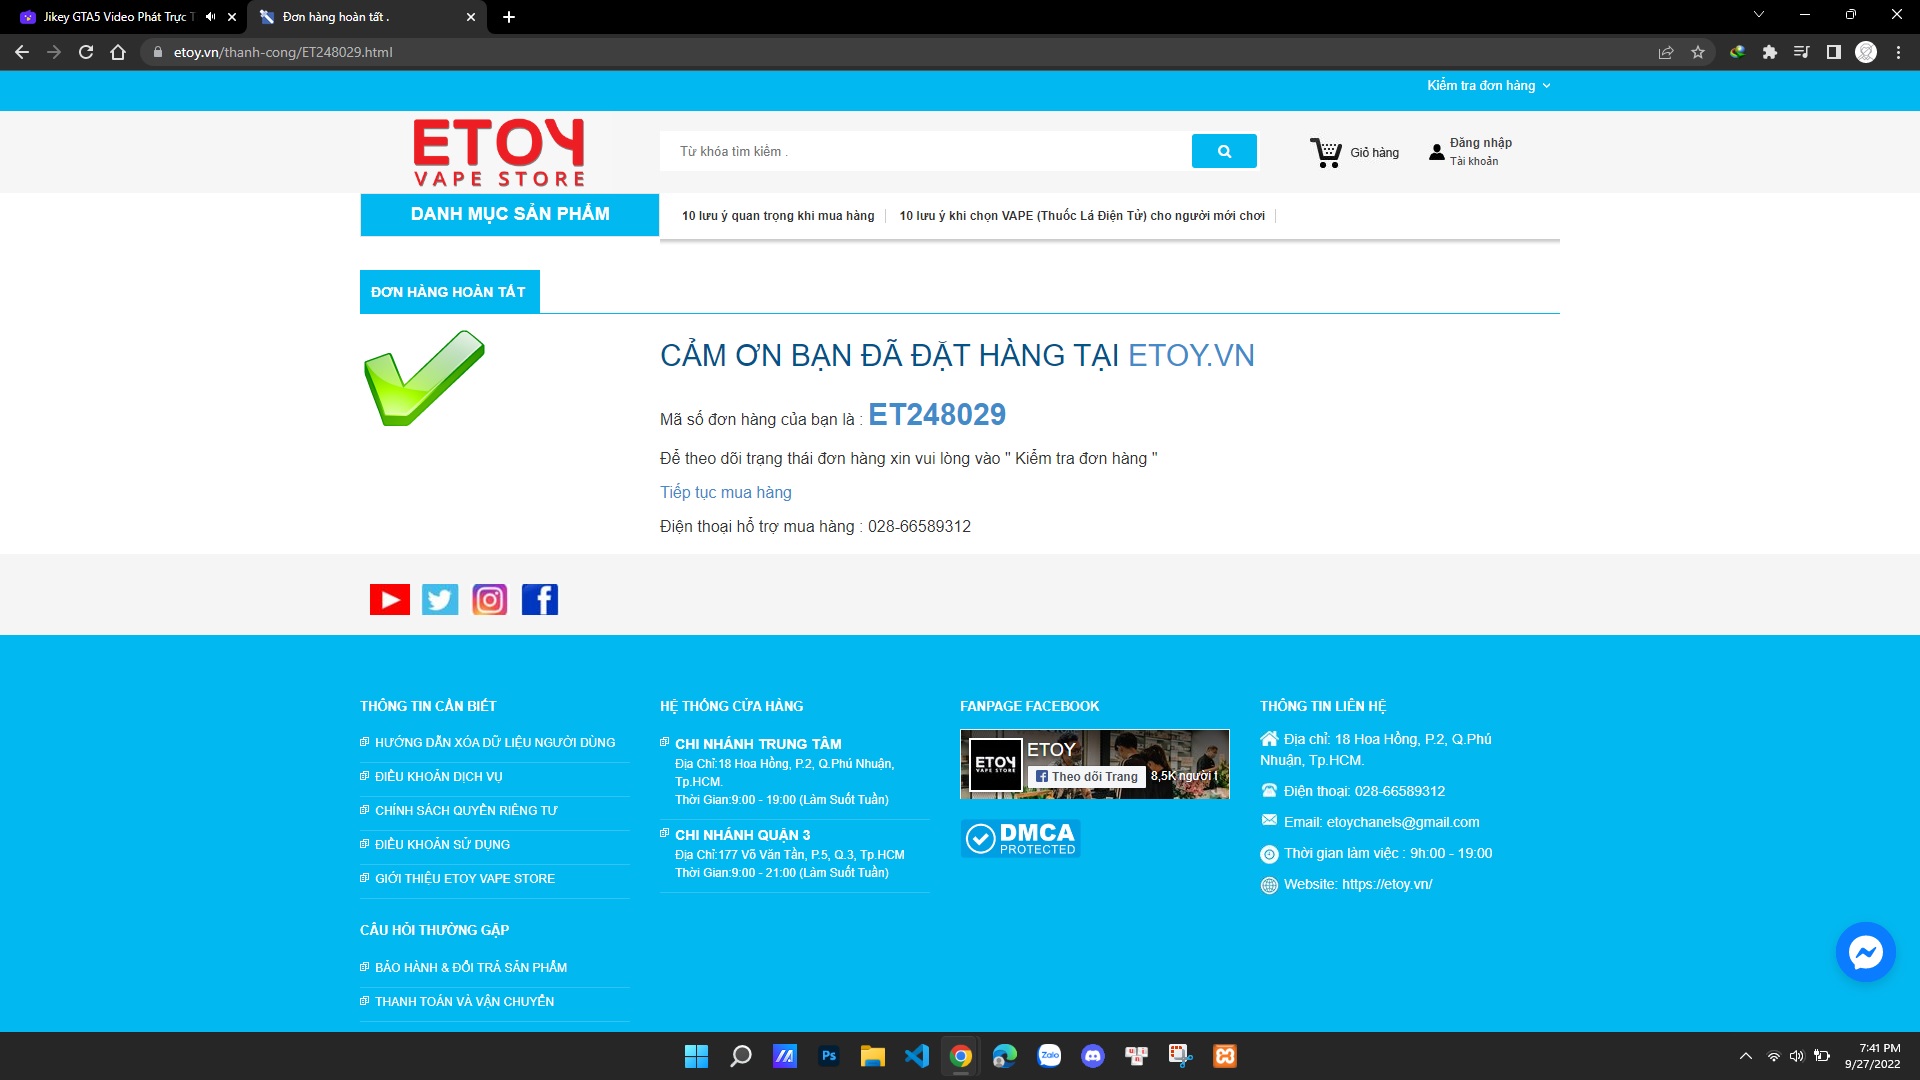 Jikey GTA5 Video Phát Trực T
Đơn hàng hoàn tất .
etoy.vn/thanh-cong/ET248029.html
Kiểm tra đơn hàng
ETOY
VAPE STORE
Từ khóa tìm kiếm .
Giỏ hàng
Đăng nhập
Tài khoản
DANH MỤC SẢN PHẨM
10 lưu ý quan trọng khi mua hàng
10 lưu ý khi chọn VAPE (Thuốc Lá Điện Tử) cho người mới chơi
ĐƠN HÀNG HOÀN TẤT
CẢM ƠN BẠN ĐÃ ĐẶT HÀNG TẠI ETOY.VN
Mã số đơn hàng của bạn là : ET248029
Để theo dõi trạng thái đơn hàng xin vui lòng vào " Kiểm tra đơn hàng "
Tiếp tục mua hàng
Điện thoại hổ trợ mua hàng : 028-66589312
THÔNG TIN CẦN BIẾT
HƯỚNG DẪN XÓA DỮ LIỆU NGƯỜI DÙNG
ĐIỀU KHOẢN DỊCH VỤ
CHÍNH SÁCH QUYỀN RIÊNG TƯ
ĐIỀU KHOẢN SỬ DỤNG
GIỚI THIỆU ETOY VAPE STORE
CÂU HỎI THƯỜNG GẶP
BẢO HÀNH & ĐỔI TRẢ SẢN PHẨM
THANH TOÁN VÀ VẬN CHUYỂN
HỆ THỐNG CỬA HÀNG
CHI NHÁNH TRUNG TÂM
Địa Chỉ:18 Hoa Hồng, P.2, Q.Phú Nhuận,
Tp.HCM.
Thời Gian:9:00 - 19:00 (Làm Suốt Tuần)
CHI NHÁNH QUẬN 3
Địa Chỉ:177 Võ Văn Tần, P.5, Q.3, Tp.HCM
Thời Gian:9:00 - 21:00 (Làm Suốt Tuần)
FANPAGE FACEBOOK
ETOY
VAPE STORE
ETOY
Theo dõi Trang
8,5K người t
DMCA
PROTECTED
THÔNG TIN LIÊN HỆ
Địa chỉ: 18 Hoa Hồng, P.2, Q.Phú
Nhuận, Tp.HCM.
Điện thoại: 028-66589312
Email: etoychanels@gmail.com
Thời gian làm việc : 9h:00 - 19:00
Website: https://etoy.vn/
Ps
Zalo
7:41 PM
9/27/2022